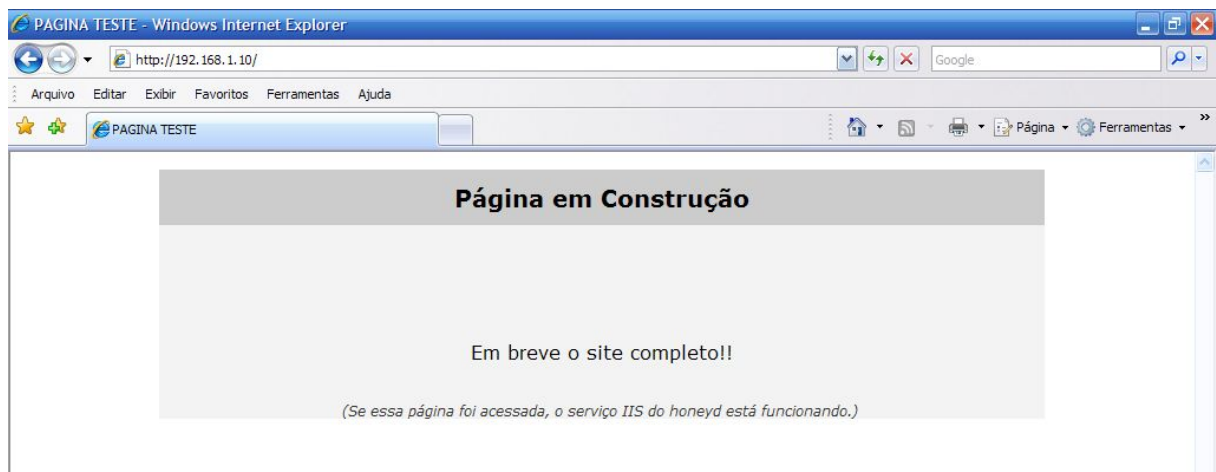 PAGINA TESTE - Windows Internet Explorer
http://192.168.1.10/
Google
Arquivo Editar Exibir Favoritos Ferramentas Ajuda
PAGINA TESTE
Página Ferramentas »
Página em Construção
Em breve o site completo!!
(Se essa página foi acessada, o serviço IIS do honeyd está funcionando.)